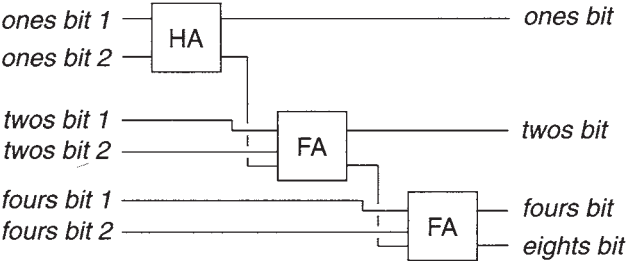 ones bit 1
ones bit
HA
ones bit 2
twos bit 1
twos bit
FA
twos bit 2
fours bit 1
fours bit
FA
fours bit 2
eights bit